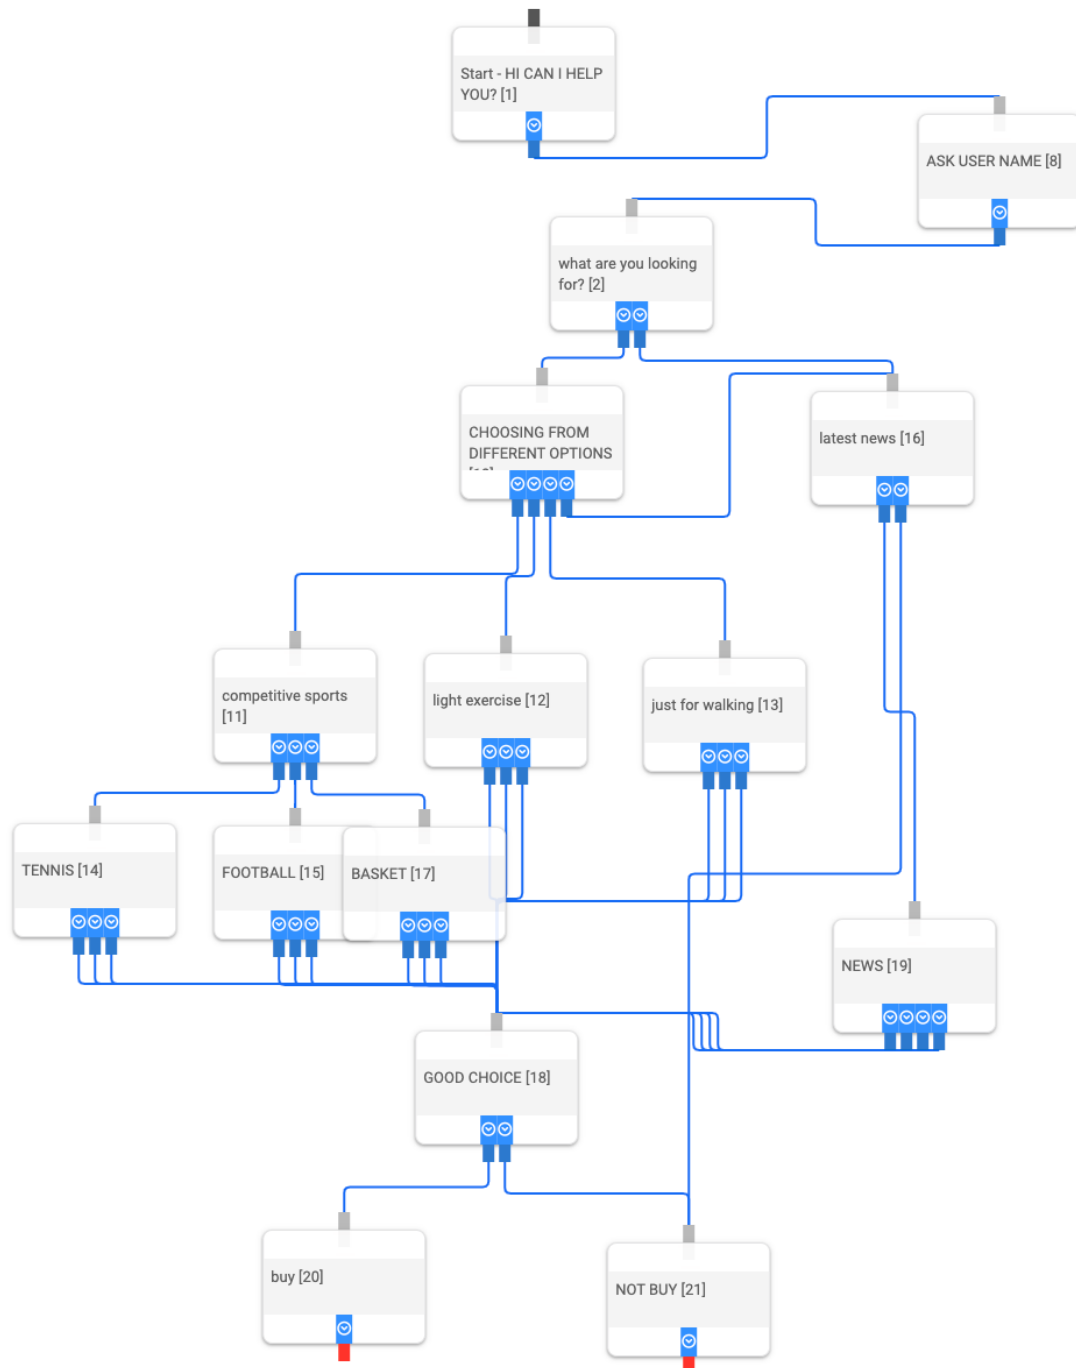 Start - HI CAN I HELP
YOU? [1]
ASK USER NAME [8]
what are you looking
for? [2]
CHOOSING FROM
DIFFERENT OPTIONS
latest news [16]
competitive sports
[11]
light exercise [12]
just for walking [13]
TENNIS [14]
FOOTBALL [15]
BASKET [17]
NEWS [19]
GOOD CHOICE [18]
buy [20]
NOT BUY [21]